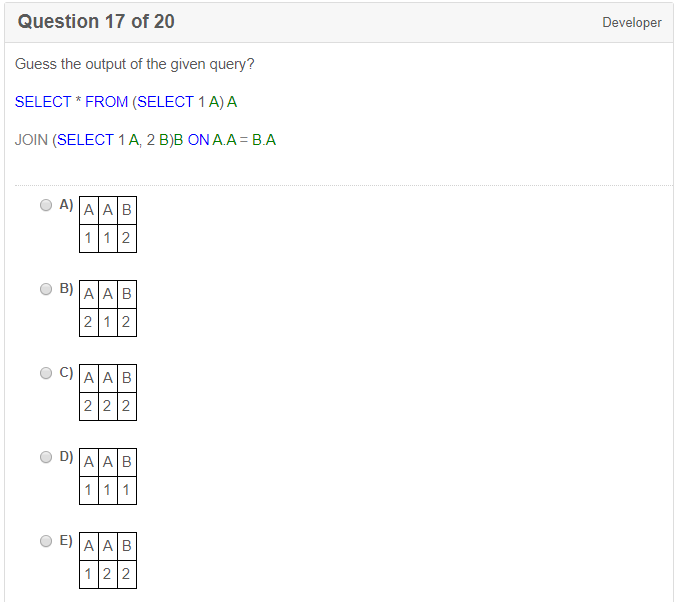 Question 17 of 20
Developer
Guess the output of the given query?
SELECT * FROM (SELECT 1 A) A
JOIN (SELECT 1 A, 2 B)B ON A.A = B.A
A)
A A B
1 1 2
B)
A A B
2 1 2
C)
A A B
2 2 2
D)
A A B
1 1 1
E)
A A B
1 2 2